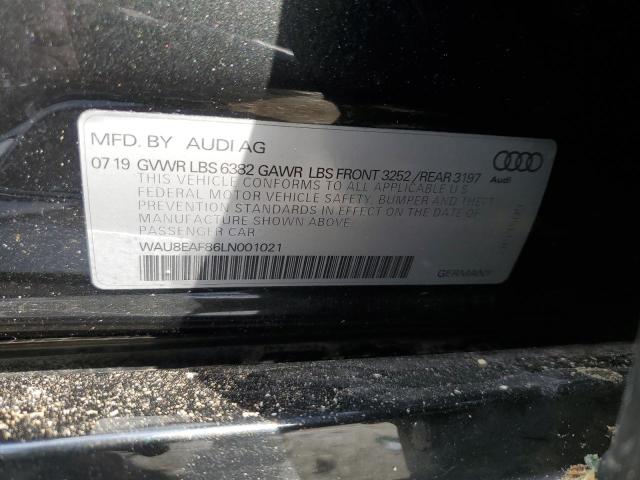 MFD. BY AUDI AG
07 19 GVWR LBS 6382 GAWR LBS FRONT 3252 / REAR 3197
THIS VEHICLE CONFORMS TO ALL APPLICABLE U.S
FEDERAL MOTOR VEHICLE SAFETY, BUMPER AND THEFT
PREVENTION STANDARDS IN EFFECT ON THE DATE OF
MANUFACTURE SHOWN ABOVE.
PASSENGER CAR
WAU8EAF86LN001021
Audi
GERMANY